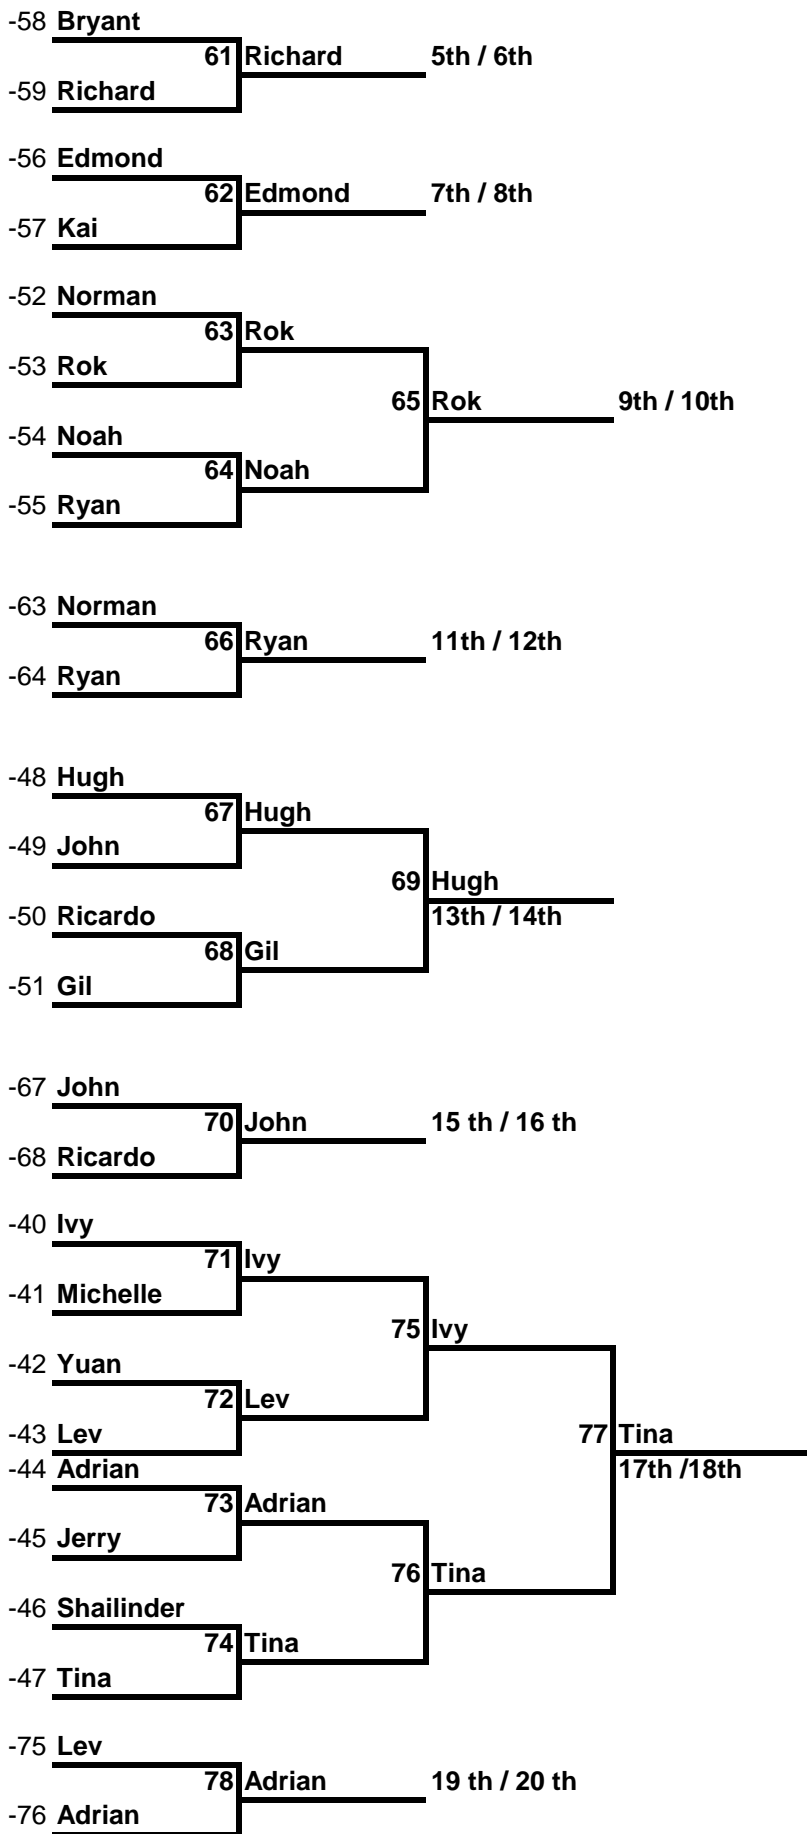 -58 Bryant
61 Richard 5th / 6th
-59 Richard
-56 Edmond
62 Edmond 7th / 8th
-57 Kai
-52 Norman
63 Rok
-53 Rok
65 Rok 9th / 10th
-54 Noah
64 Noah
-55 Ryan
-63 Norman
66 Ryan 11th / 12th
-64 Ryan
-48 Hugh
67 Hugh
-49 John
69 Hugh
-50 Ricardo 13th / 14th
68 Gil
-51 Gil
-67 John
70 John 15 th / 16 th
-68 Ricardo
-40 Ivy
71 Ivy
-41 Michelle
75 Ivy
-42 Yuan
72 Lev
-43 Lev 77 Tina
-44 Adrian 17th /18th
73 Adrian
-45 Jerry
76 Tina
-46 Shailinder
74 Tina
-47 Tina
-75 Lev
78 Adrian 19 th / 20 th
-76 Adrian